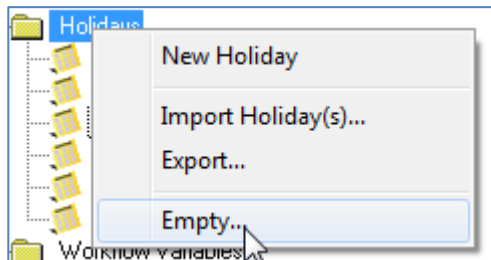 Holidays
New Holiday
Import Holiday(s)...
Export...
Empty...
Workflow Variables